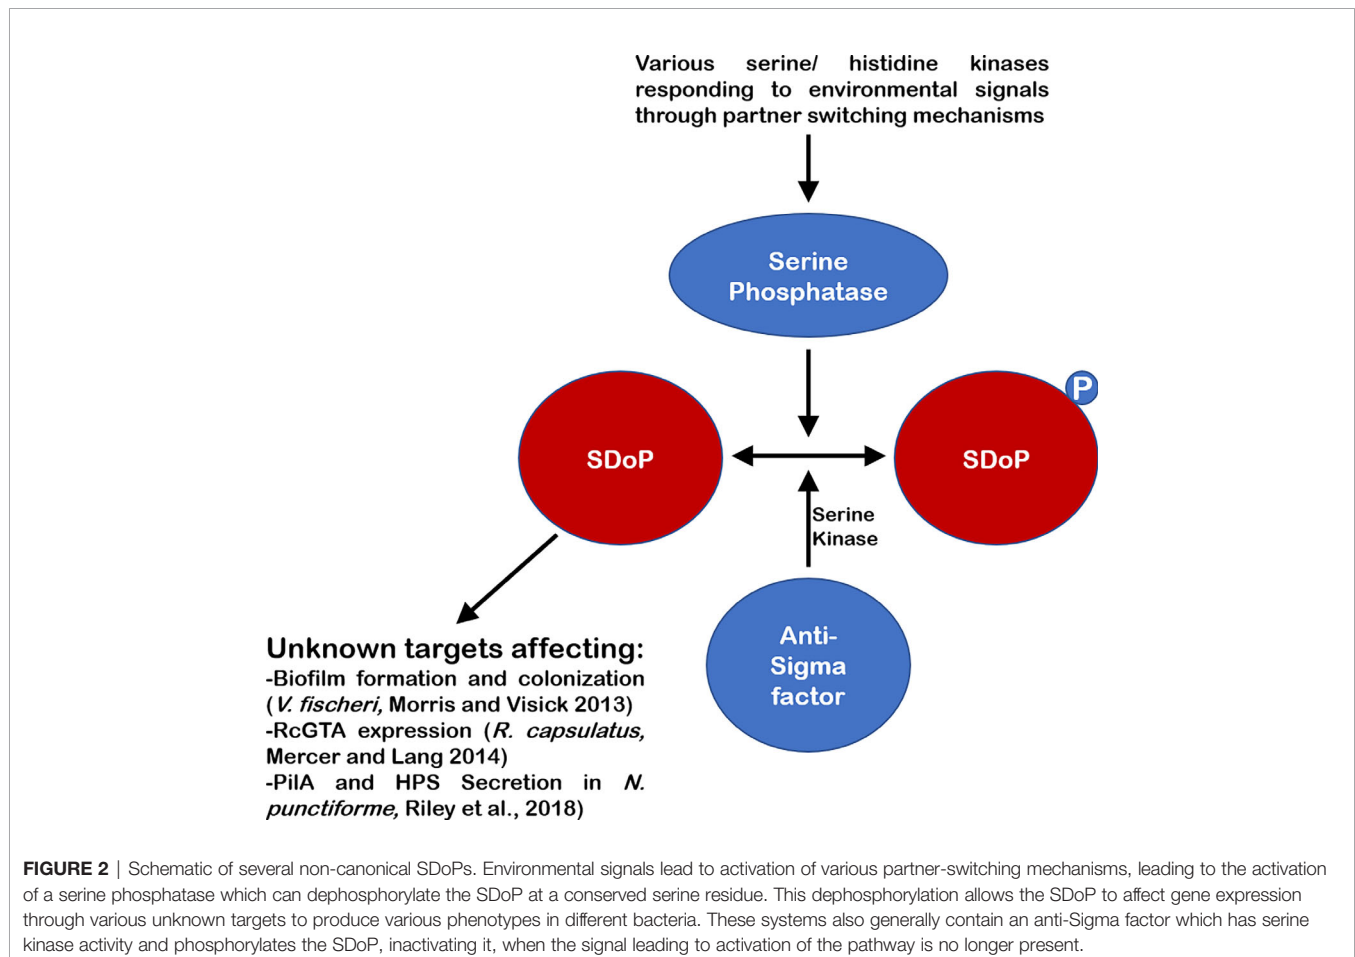 Various serine/ histidine kinases
responding to environmental signals
through partner switching mechanisms
Serine
Phosphatase
P
SDoP
SDoP
Serine
Kinase
Anti-
Sigma
factor
Unknown targets affecting:
-Biofilm formation and colonization
(V. fischeri, Morris and Visick 2013)
-RcGTA expression (R. capsulatus,
Mercer and Lang 2014)
-PilA and HPS Secretion in N.
punctiforme, Riley et al., 2018)
FIGURE 2 | Schematic of several non-canonical SDoPs. Environmental signals lead to activation of various partner-switching mechanisms, leading to the activation
of a serine phosphatase which can dephosphorylate the SDoP at a conserved serine residue. This dephosphorylation allows the SDoP to affect gene expression
through various unknown targets to produce various phenotypes in different bacteria. These systems also generally contain an anti-Sigma factor which has serine
kinase activity and phosphorylates the SDoP, inactivating it, when the signal leading to activation of the pathway is no longer present.